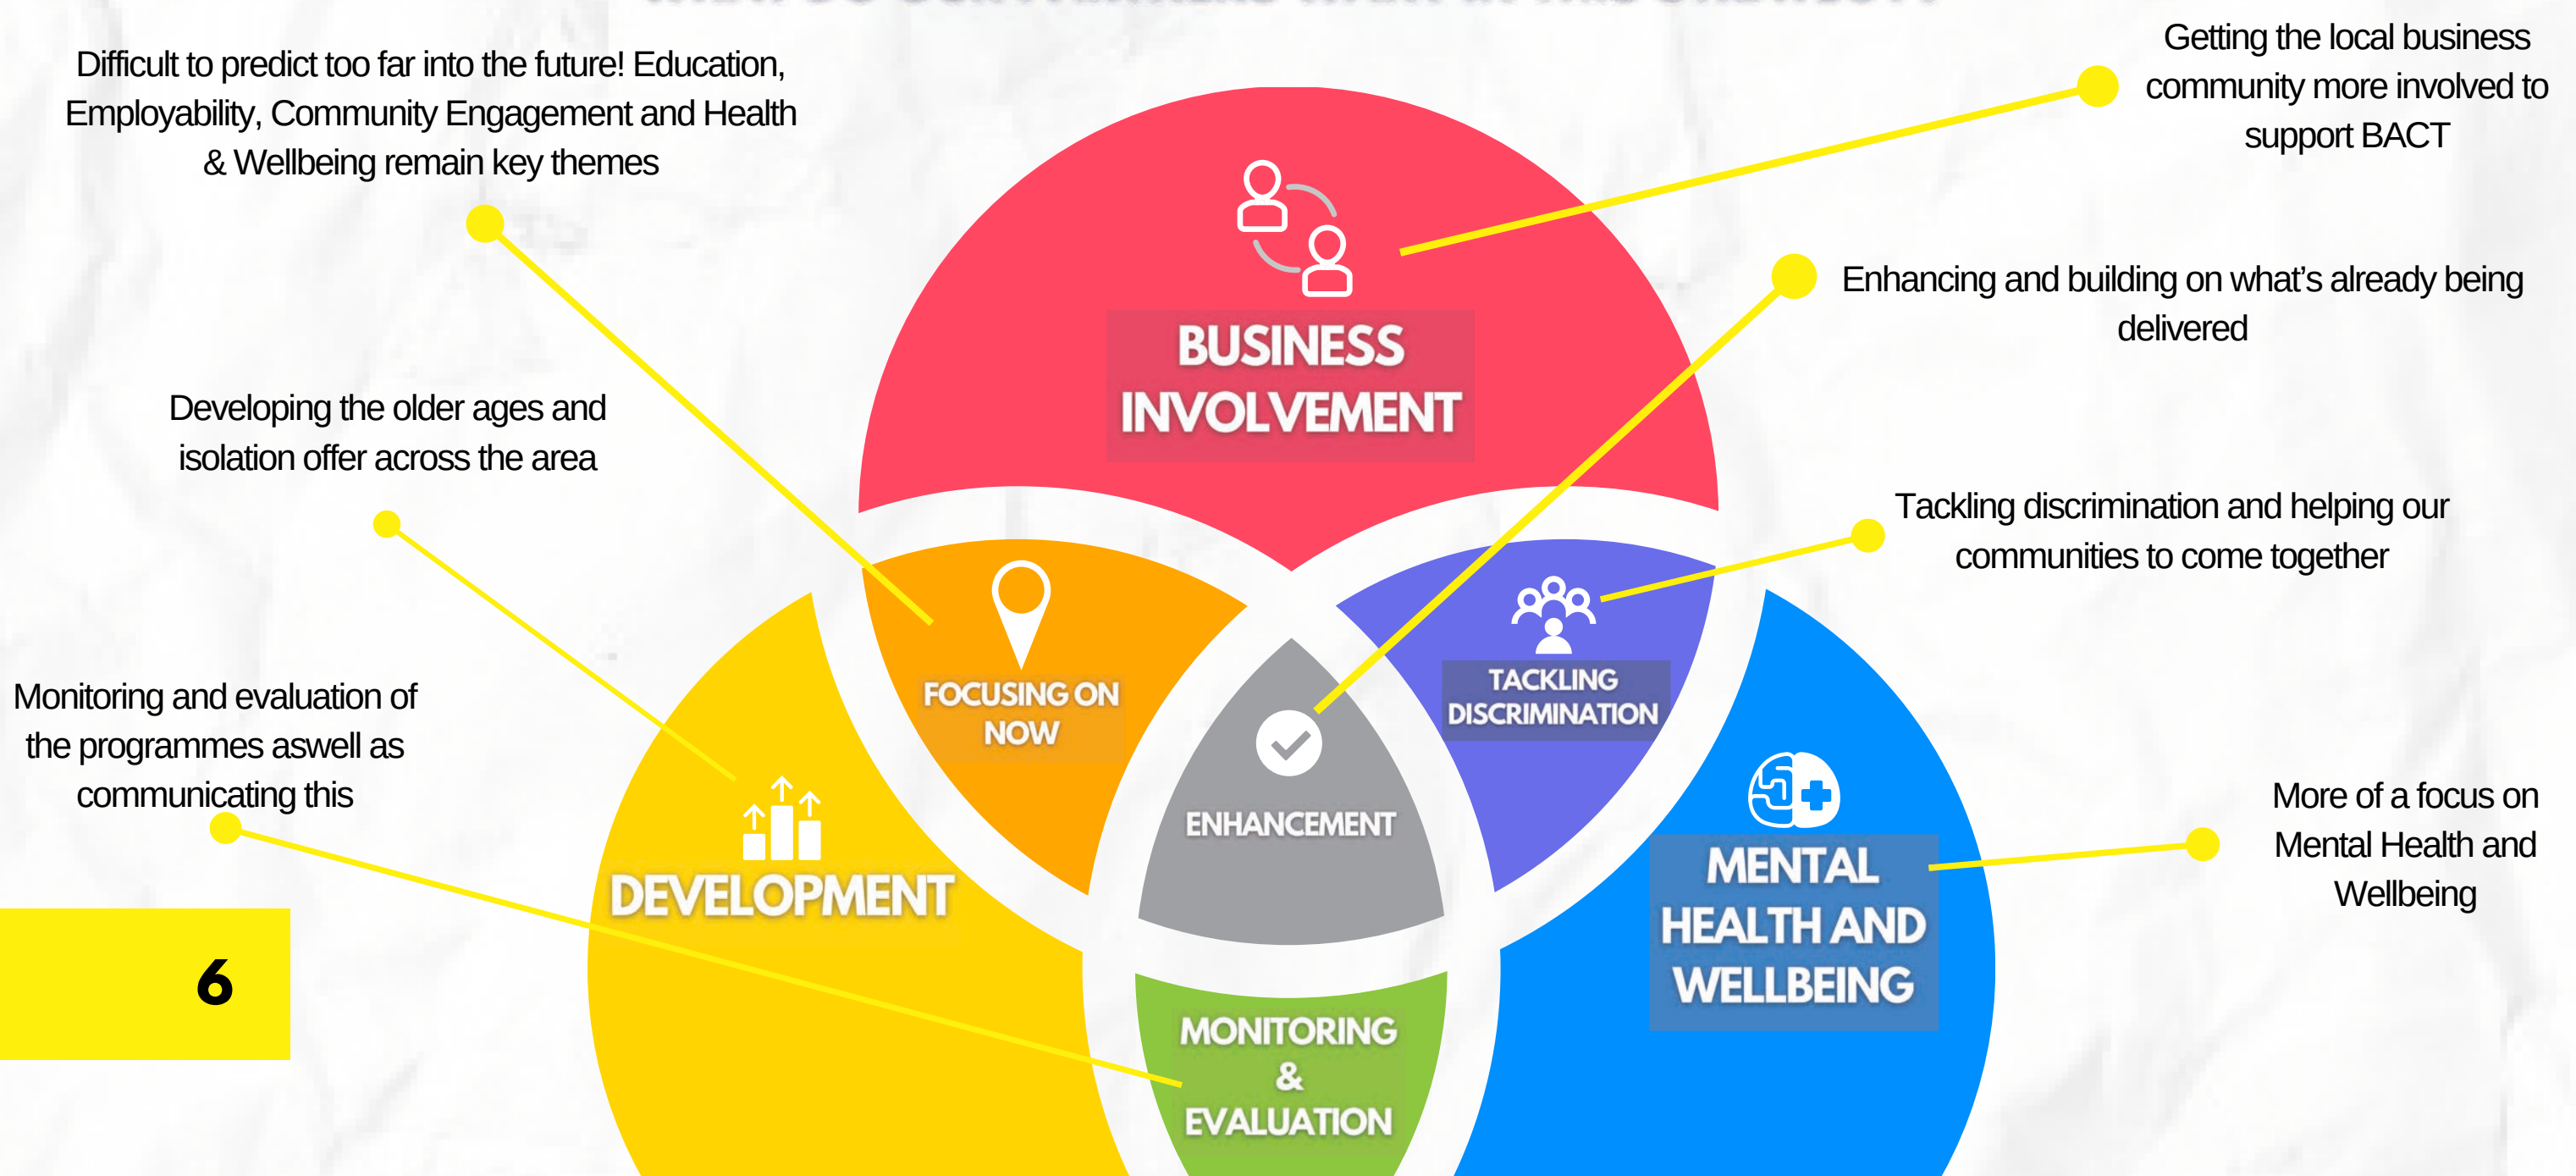 Difficult to predict too far into the future! Education,
Employability, Community Engagement and Health
& Wellbeing remain key themes
Getting the local business
community more involved to
support BACT
BUSINESS
INVOLVEMENT
Enhancing and building on what’s already being
delivered
Developing the older ages and
isolation offer across the area
Tackling discrimination and helping our
communities to come together
FOCUSING ON
NOW
TACKLING
DISCRIMINATION
Monitoring and evaluation of
the programmes aswell as
communicating this
ENHANCEMENT
DEVELOPMENT
MENTAL
HEALTH AND
WELLBEING
More of a focus on
Mental Health and
Wellbeing
6
MONITORING
&
EVALUATION